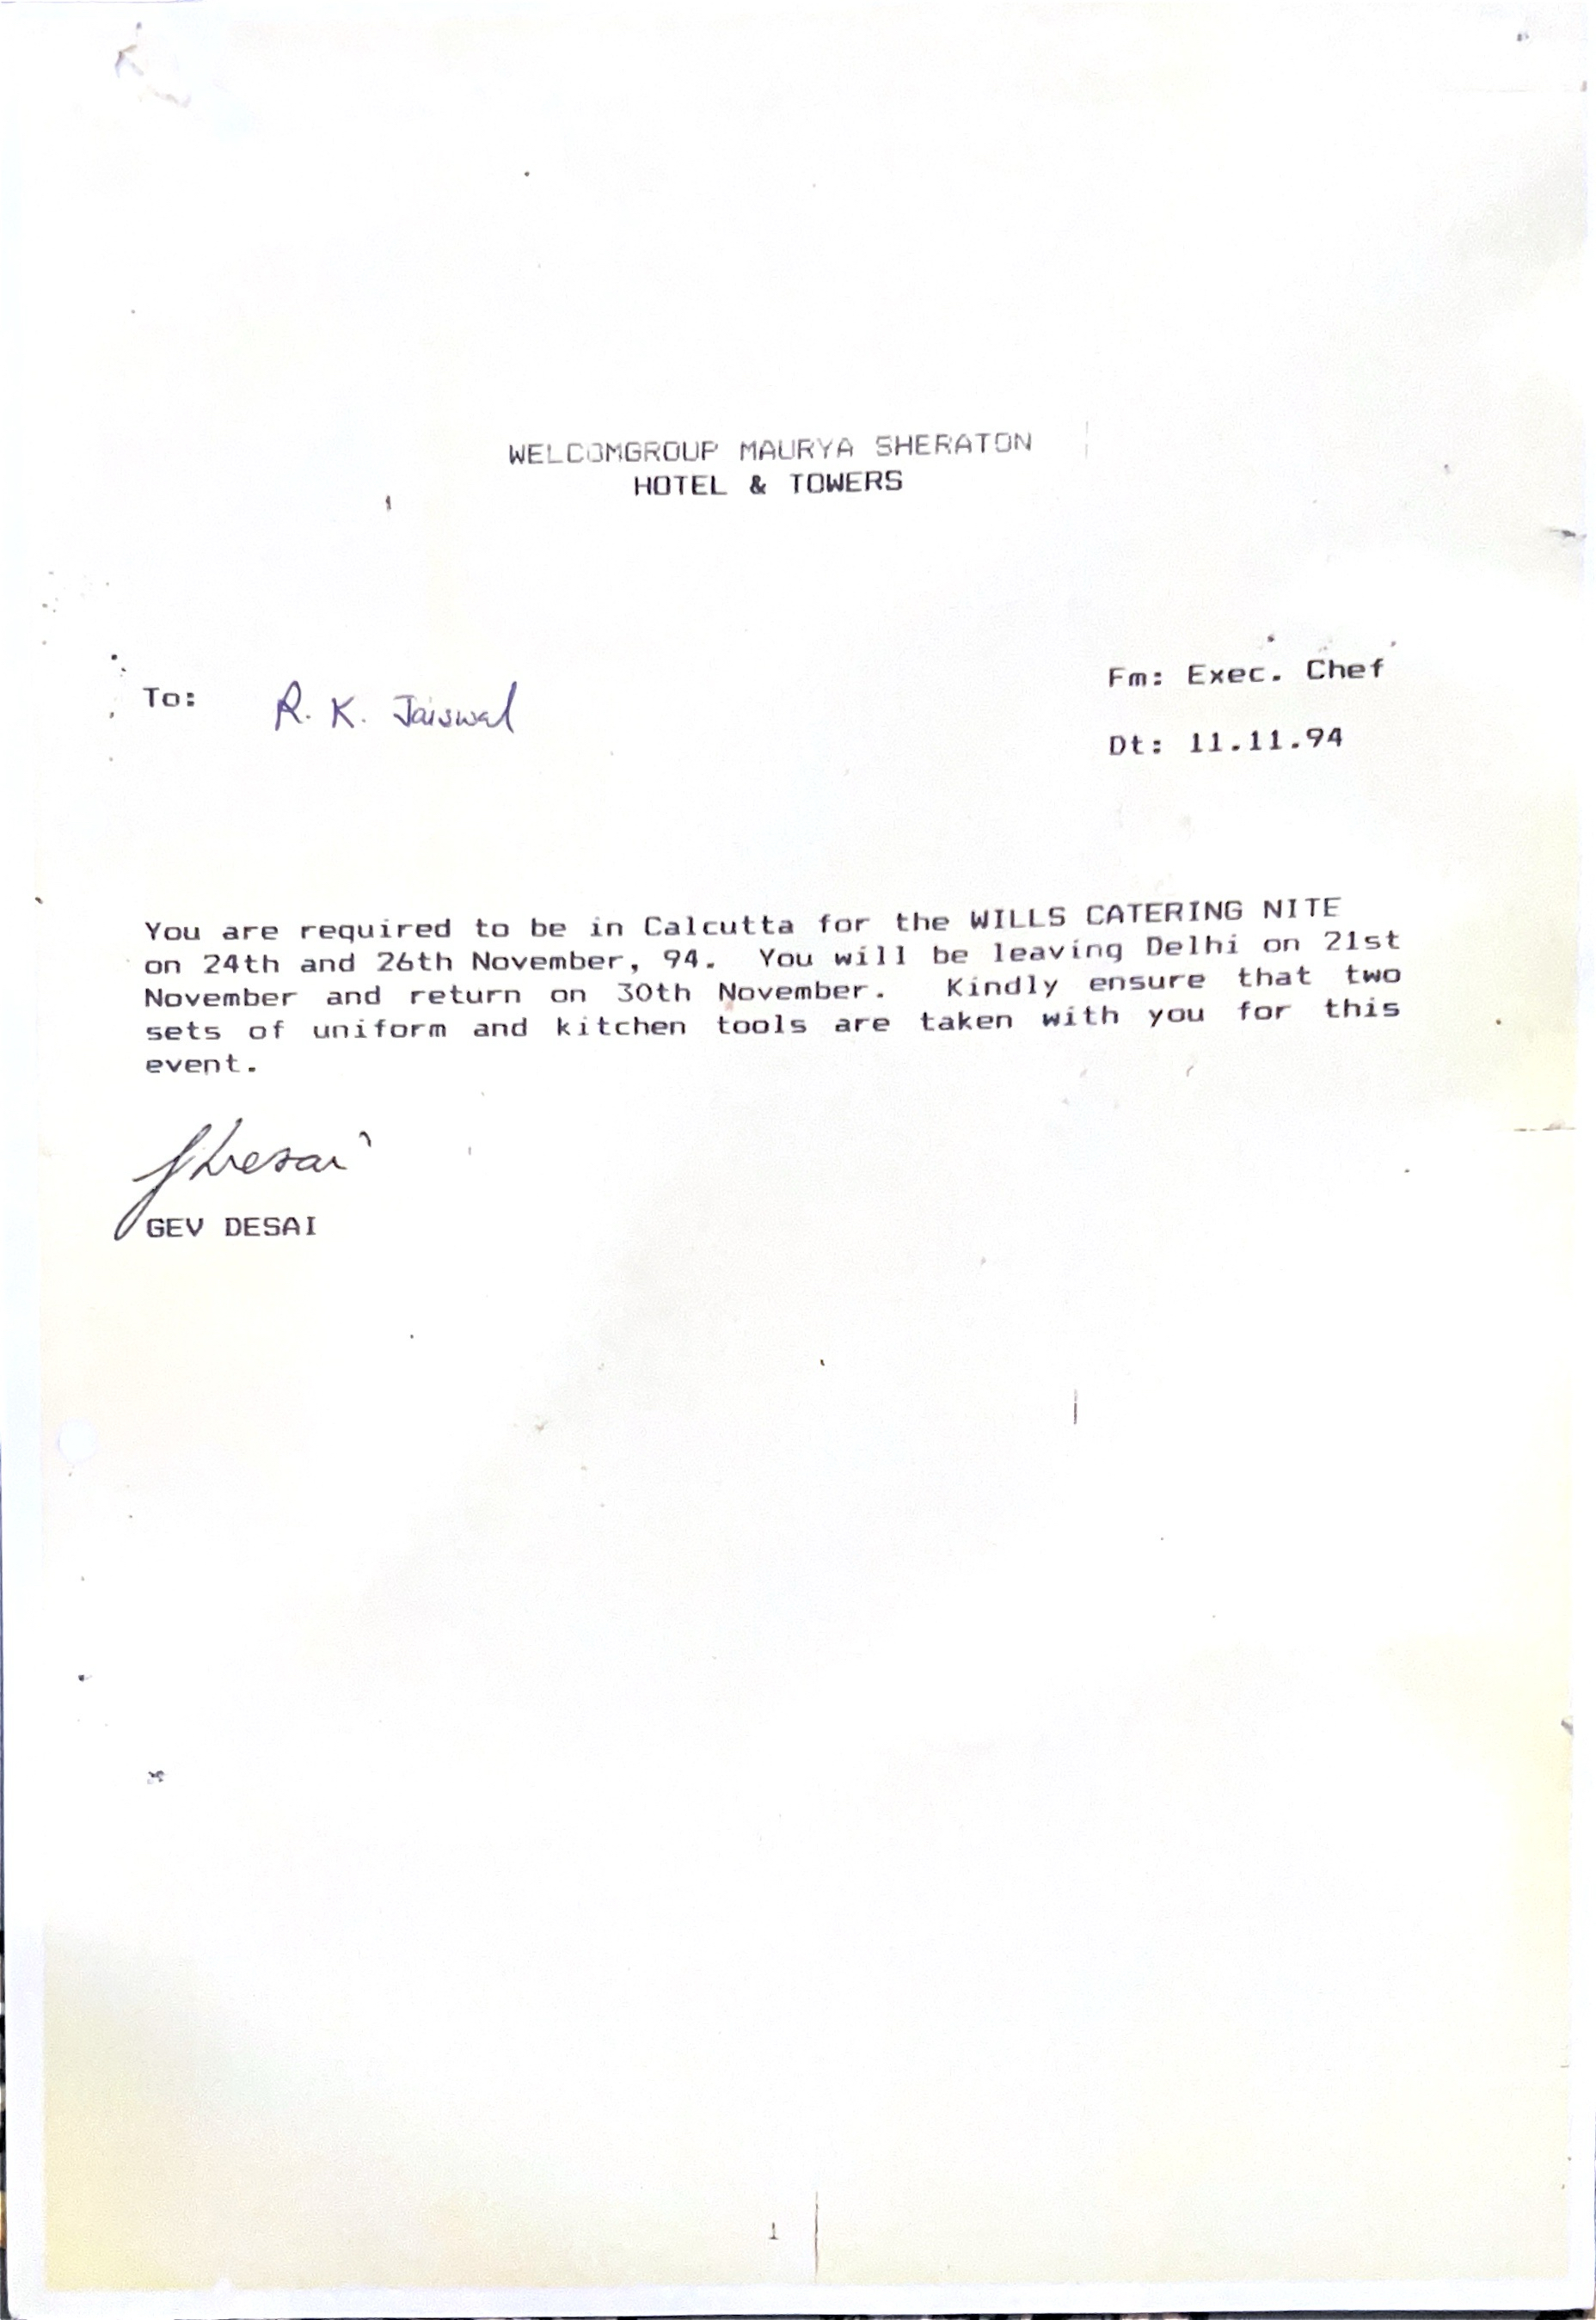 WELCOMGROUP MAURYA SHERATON
HOTEL & TOWERS
To: R. K. Jaiswal
Fm: Exec. Chef
Dt: 11.11.94
You are required to be in Calcutta for the WILLS CATERING NITE
on 24th and 26th November, 94. You will be leaving Delhi on 21st
November and return on 30th November. Kindly ensure that two
sets of uniform and kitchen tools are taken with you for this
event.
GDesai
GEV DESAI
1